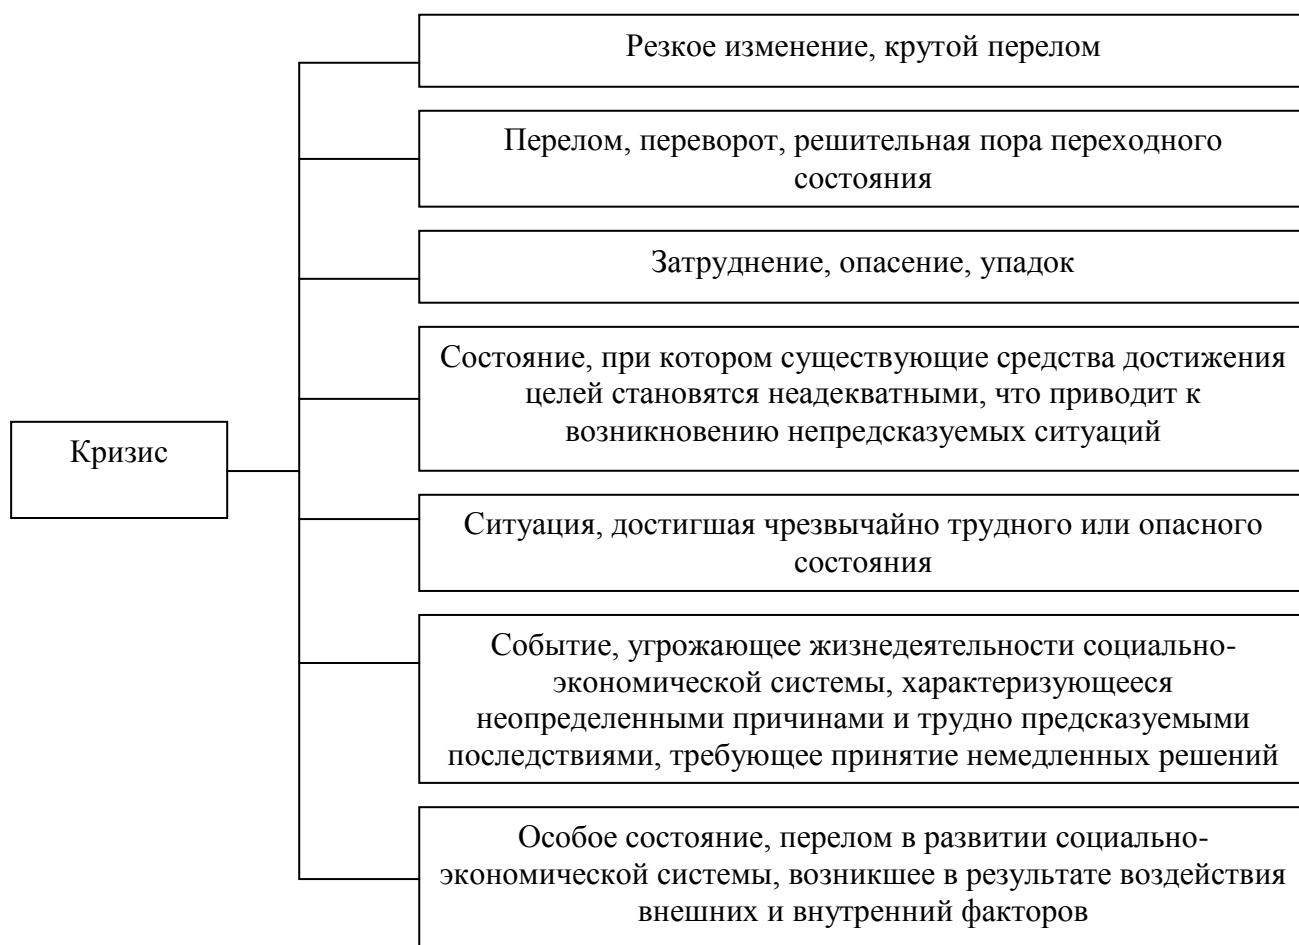 Резкое изменение, крутой перелом
Перелом, переворот, решительная пора переходного
состояния
Затруднение, опасение, упадок
Состояние, при котором существующие средства достижения
целей становятся неадекватными, что приводит к
возникновению непредсказуемых ситуаций
Кризис
Ситуация, достигшая чрезвычайно трудного или опасного
состояния
Событие, угрожающее жизнедеятельности социально-
экономической системы, характеризующееся
неопределенными причинами и трудно предсказуемыми
последствиями, требующее принятие немедленных решений
Особое состояние, перелом в развитии социально-
экономической системы, возникшее в результате воздействия
внешних и внутренний факторов